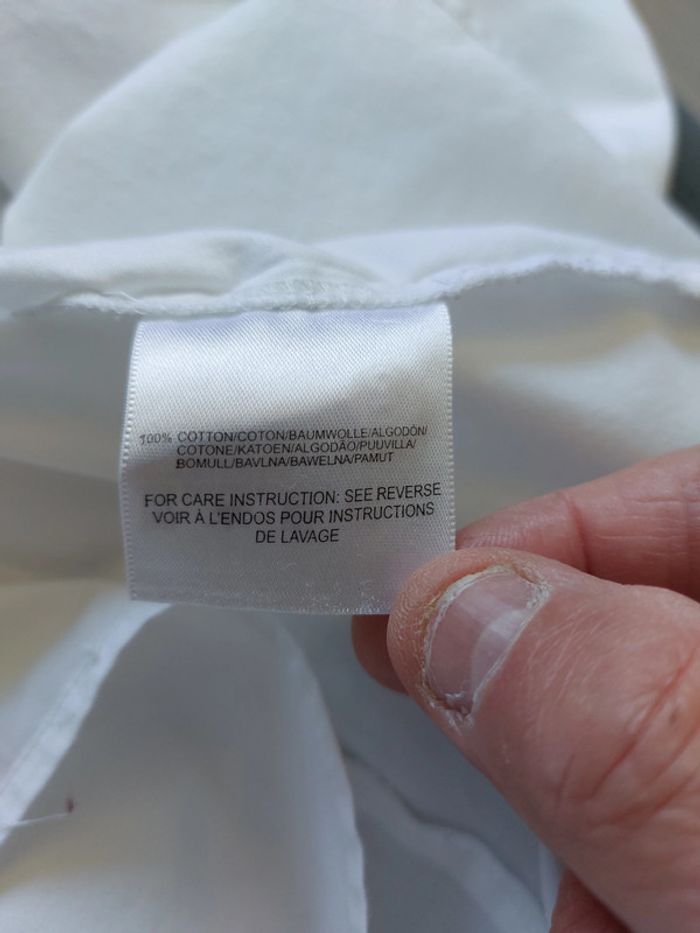 100% COTTON/COTON/BAUMWOLLE/ALGODÓN/
COTONE/KATOEN/ALGODÃO/PUUVILLA/
BOMULL/BAVLNA/BAWELNA/PAMUT
FOR CARE INSTRUCTION: SEE REVERSE
VOIR À L'ENDOS POUR INSTRUCTIONS
DE LAVAGE